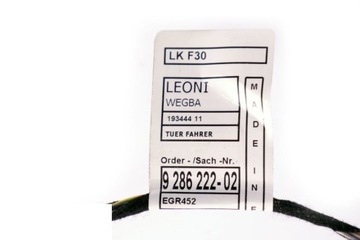 LK F30
LEONI
WEGBA
193444 11
TUER FAHRER
Order - /Sach -Nr.
9 286 222-02
EGR452
MADE IN E